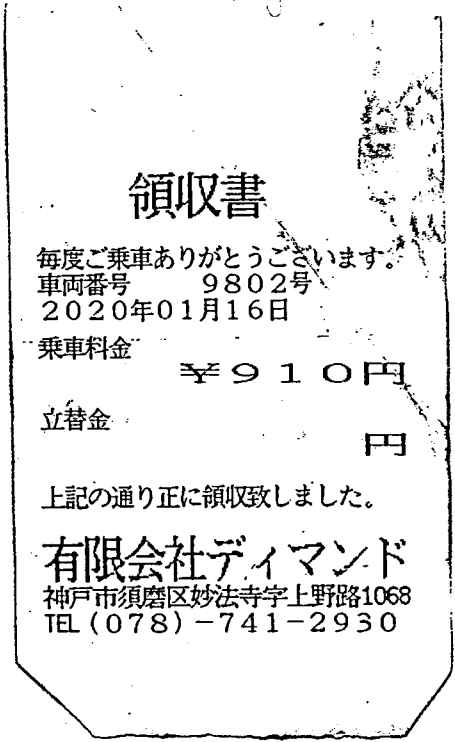 領収書
毎度ご乗車ありがとうございます。
車両番号 9802号
2020年01月16日
乗車料金
¥910円
立替金
円
上記の通り正に領収致しました。
有限会社ディマンド
神戸市須磨区妙法寺字上野路1068
TEL(078)-741-2930